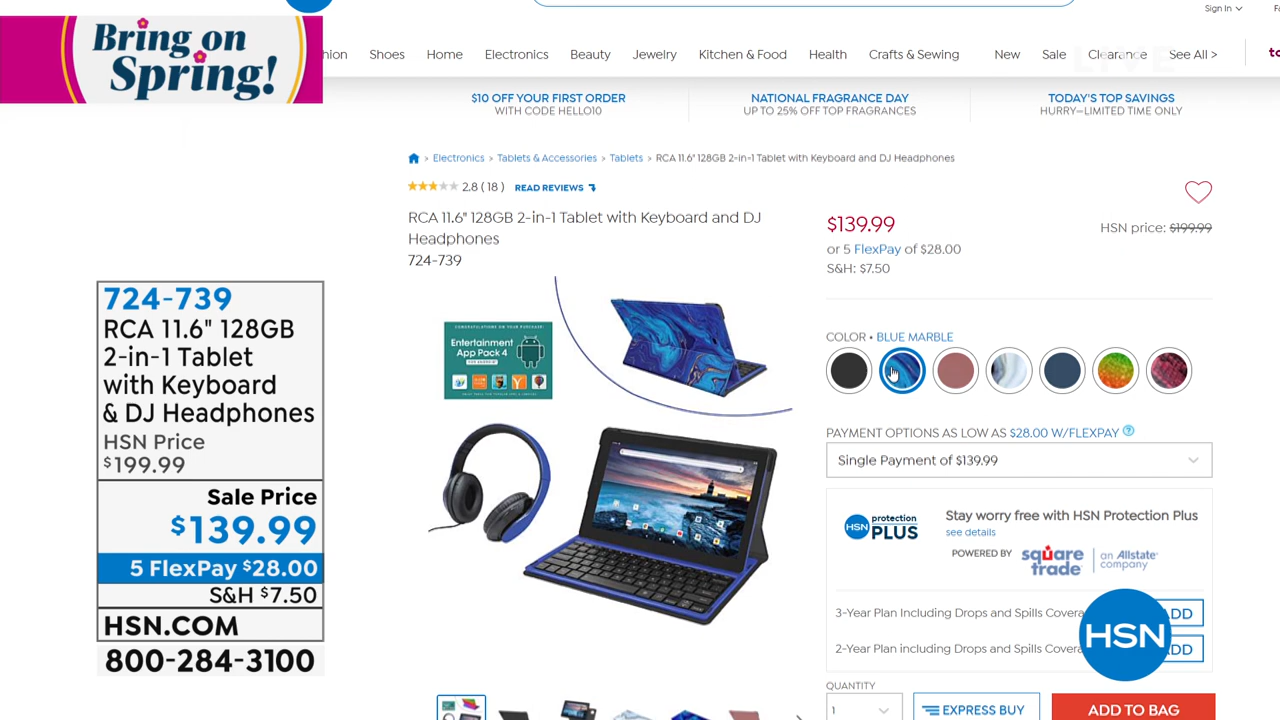 Bring on
Spring!
Sign In
Shoes
Home
Electronics
Beauty
Jewelry
Kitchen & Food
Health
Crafts & Sewing
New
Sale
Clearance
See All >
LIVE
$10 OFF YOUR FIRST ORDER
WITH CODE HELLO10
NATIONAL FRAGRANCE DAY
UP TO 25% OFF TOP FRAGRANCES
TODAY'S TOP SAVINGS
HURRY—LIMITED TIME ONLY
> Electronics > Tablets & Accessories > Tablets > RCA 11.6" 128GB 2-in-1 Tablet with Keyboard and DJ Headphones
2.8 ( 18 ) READ REVIEWS
RCA 11.6" 128GB 2-in-1 Tablet with Keyboard and DJ
Headphones
724-739
$139.99
HSN price: $199.99
or 5 FlexPay of $28.00
S&H: $7.50
COLOR • BLUE MARBLE
PAYMENT OPTIONS AS LOW AS $28.00 W/FLEXPAY
Single Payment of $139.99
HSN protection
PLUS
Stay worry free with HSN Protection Plus
see details
POWERED BY
square
trade
an Allstate
company
3-Year Plan Including Drops and Spills
ADD
2-Year Plan including Drops and Spills
ADD
QUANTITY
1
EXPRESS BUY
ADD TO BAG
HSN
CONGRATULATIONS ON YOUR PURCHASE!
Entertainment
App Pack 4
724-739
RCA 11.6" 128GB
2-in-1 Tablet
with Keyboard
& DJ Headphones
HSN Price
$199.99
Sale Price
$139.99
5 FlexPay $28.00
S&H $7.50
HSN.COM
800-284-3100